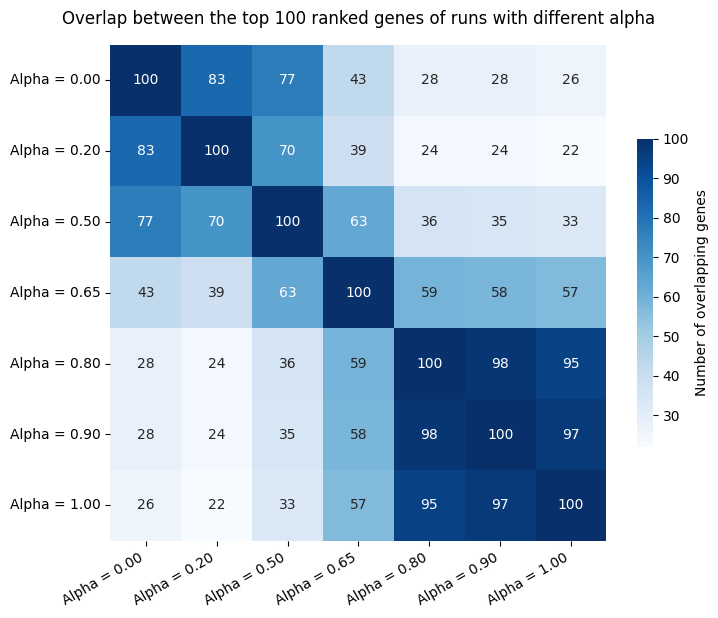 Overlap between the top 100 ranked genes of runs with different alpha
Alpha = 0.00 100 83 77 43 28 28 26
Alpha = 0.20 83 100 70 39 24 24 22
Alpha = 0.50 77 70 100 63 36 35 33
Alpha = 0.65 43 39 63 100 59 58 57
Alpha = 0.80 28 24 36 59 100 98 95
Alpha = 0.90 28 24 35 58 98 100 97
Alpha = 1.00 26 22 33 57 95 97 100
Alpha = 0.00 Alpha = 0.20 Alpha = 0.50 Alpha = 0.65 Alpha = 0.80 Alpha = 0.90 Alpha = 1.00
100
90
80
70
60
50
40
30
Number of overlapping genes